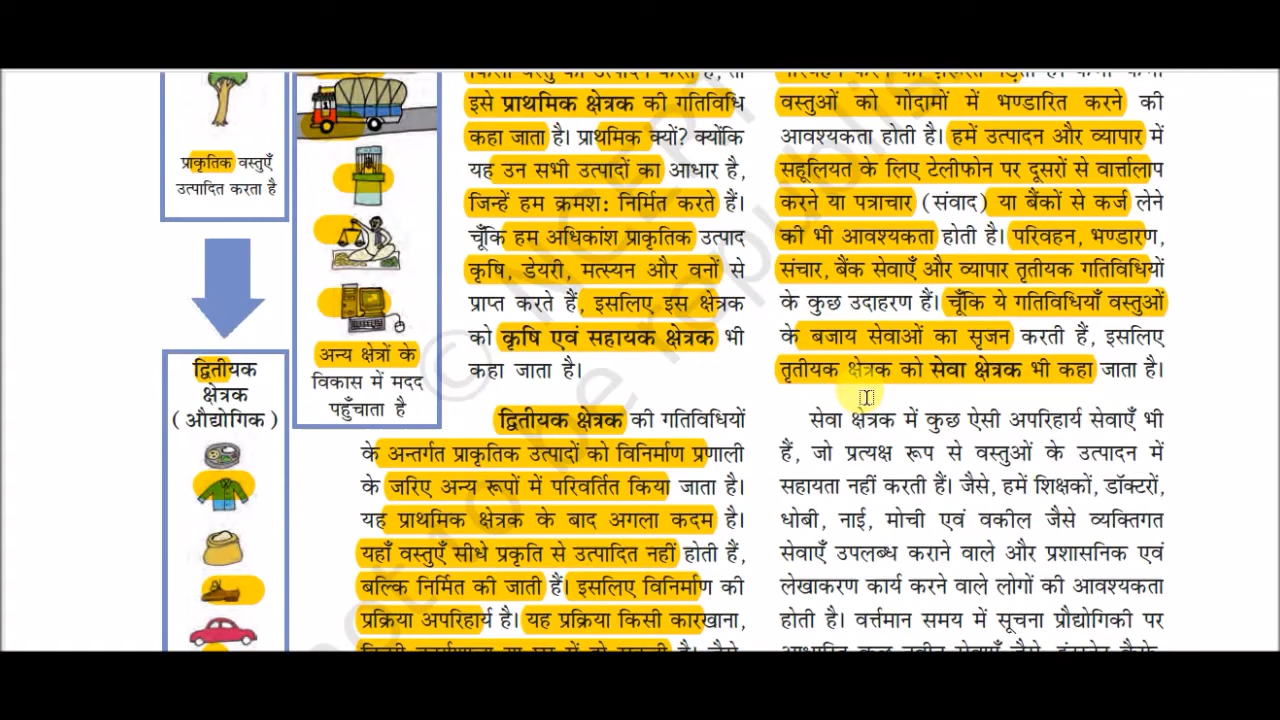 प्राकृतिक वस्तुएँ
उत्पादित करता है
द्वितीयक
क्षेत्रक
(औद्योगिक)
अन्य क्षेत्रों के
विकास में मदद
पहुँचाता है
किसी वस्तु का उत्पादन करते हैं, तो
इसे प्राथमिक क्षेत्रक की गतिविधि
कहा जाता है। प्राथमिक क्यों? क्योंकि
यह उन सभी उत्पादों का आधार है,
जिन्हें हम क्रमश: निर्मित करते हैं।
चूँकि हम अधिकांश प्राकृतिक उत्पाद
कृषि, डेयरी, मत्स्यन और वनों से
प्राप्त करते हैं, इसलिए इस क्षेत्रक
को कृषि एवं सहायक क्षेत्रक भी
कहा जाता है।
द्वितीयक क्षेत्रक की गतिविधियों
के अन्तर्गत प्राकृतिक उत्पादों को विनिर्माण प्रणाली
के जरिए अन्य रूपों में परिवर्तित किया जाता है।
यह प्राथमिक क्षेत्रक के बाद अगला कदम है।
यहाँ वस्तुएँ सीधे प्रकृति से उत्पादित नहीं होती हैं,
बल्कि निर्मित की जाती हैं। इसलिए विनिर्माण की
प्रक्रिया अपरिहार्य है। यह प्रक्रिया किसी कारखाना,
वस्तुओं को गोदामों में भण्डारित करने की
आवश्यकता होती है। हमें उत्पादन और व्यापार में
सहूलियत के लिए टेलीफोन पर दूसरों से वार्त्तालाप
करने या पत्राचार (संवाद) या बैंकों से कर्ज लेने
की भी आवश्यकता होती है। परिवहन, भण्डारण,
संचार, बैंक सेवाएँ और व्यापार तृतीयक गतिविधियों
के कुछ उदाहरण हैं। चूँकि ये गतिविधियाँ वस्तुओं
के बजाय सेवाओं का सृजन करती हैं, इसलिए
तृतीयक क्षेत्रक को सेवा क्षेत्रक भी कहा जाता है।
सेवा क्षेत्रक में कुछ ऐसी अपरिहार्य सेवाएँ भी
हैं, जो प्रत्यक्ष रूप से वस्तुओं के उत्पादन में
सहायता नहीं करती हैं। जैसे, हमें शिक्षकों, डॉक्टरों,
धोबी, नाई, मोची एवं वकील जैसे व्यक्तिगत
सेवाएँ उपलब्ध कराने वाले और प्रशासनिक एवं
लेखाकरण कार्य करने वाले लोगों की आवश्यकता
होती है। वर्त्तमान समय में सूचना प्रौद्योगिकी पर